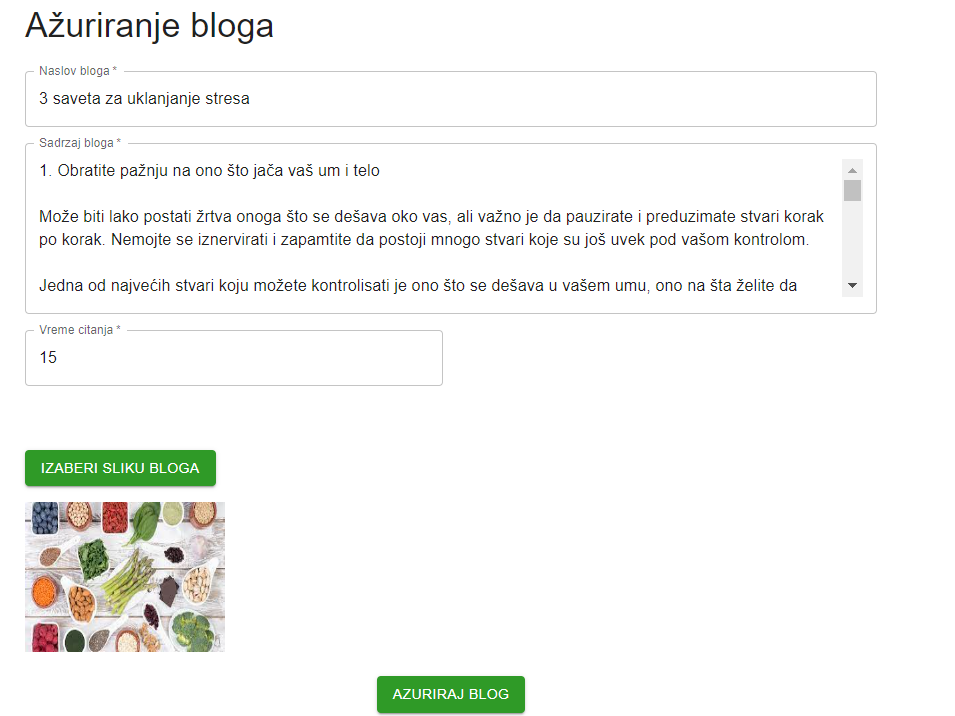 Ažuriranje bloga
Naslov bloga *
3 saveta za uklanjanje stresa
Sadrzaj bloga *
1. Obratite pažnju na ono što jača vaš um i telo
Može biti lako postati žrtva onoga što se dešava oko vas, ali važno je da pauzirate i preduzimate stvari korak
po korak. Nemojte se iznervirati i zapamtite da postoji mnogo stvari koje su još uvek pod vašom kontrolom.
Jedna od najvećih stvari koju možete kontrolisati je ono što se dešava u vašem umu, ono na šta želite da
Vreme citanja *
15
IZABERI SLIKU BLOGA
AZURIRAJ BLOG